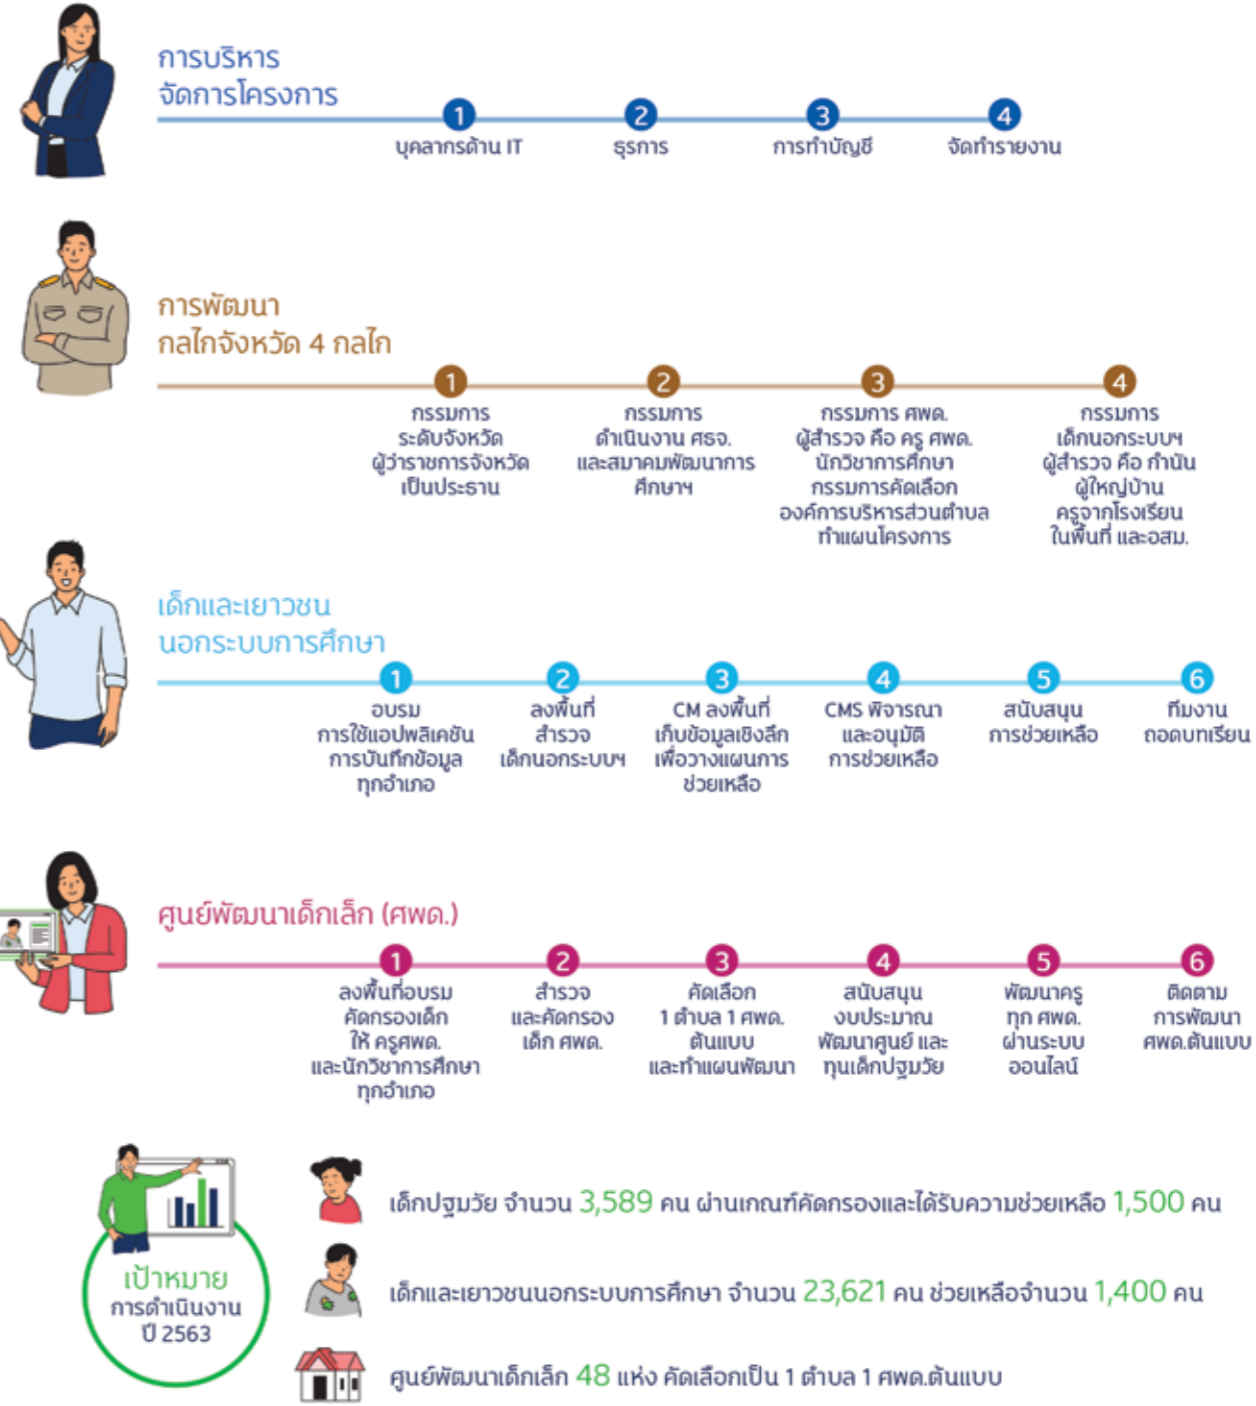 การบริหาร
จัดการโครงการ
1
2
3
4
บุคลากรด้าน IT
ธุรการ
การทำบัญชี
จัดทำรายงาน
การพัฒนา
กลไกจังหวัด 4 กลไก
1
กรรมการ
ระดับจังหวัด
ผู้ว่าราชการจังหวัด
เป็นประธาน
2
กรรมการ
ดำเนินงาน ศธจ.
และสมาคมพัฒนาการ
ศึกษาฯ
3
กรรมการ ศพด.
ผู้สำรวจ คือ ครู ศพด.
นักวิชาการศึกษา
กรรมการคัดเลือก
องค์การบริหารส่วนตำบล
ทำแผนโครงการ
4
กรรมการ
เด็กนอกระบบฯ
ผู้สำรวจ คือ กำนัน
ผู้ใหญ่บ้าน
ครูจากโรงเรียน
ในพื้นที่ และอสม.
เด็กและเยาวชน
นอกระบบการศึกษา
1
อบรม
การใช้แอปพลิเคชัน
การบันทึกข้อมูล
ทุกอำเภอ
2
ลงพื้นที่
สำรวจ
เด็กนอกระบบฯ
3
CM ลงพื้นที่
เก็บข้อมูลเชิงลึก
เพื่อวางแผนการ
ช่วยเหลือ
4
CMS พิจารณา
และอนุมัติ
การช่วยเหลือ
5
สนับสนุน
การช่วยเหลือ
6
ทีมงาน
ถอดบทเรียน
ศูนย์พัฒนาเด็กเล็ก (ศพด.)
1
ลงพื้นที่อบรม
คัดกรองเด็ก
ให้ ครูศพด.
และนักวิชาการศึกษา
ทุกอำเภอ
2
สำรวจ
และคัดกรอง
เด็ก ศพด.
3
คัดเลือก
1 ตำบล 1 ศพด.
ต้นแบบ
และทำแผนพัฒนา
4
สนับสนุน
งบประมาณ
พัฒนาศูนย์ และ
ทุนเด็กปฐมวัย
5
พัฒนาครู
ทุก ศพด.
ผ่านระบบ
ออนไลน์
6
ติดตาม
การพัฒนา
ศพด.ต้นแบบ
เป้าหมาย
การดำเนินงาน
ปี 2563
เด็กปฐมวัย จำนวน 3,589 คน ผ่านเกณฑ์คัดกรองและได้รับความช่วยเหลือ 1,500 คน
เด็กและเยาวชนนอกระบบการศึกษา จำนวน 23,621 คน ช่วยเหลือจำนวน 1,400 คน
ศูนย์พัฒนาเด็กเล็ก 48 แห่ง คัดเลือกเป็น 1 ตำบล 1 ศพด.ต้นแบบ